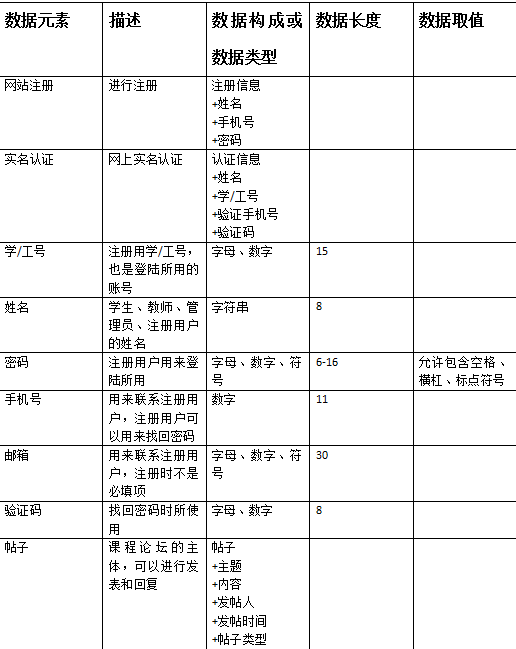 数据元素 描述 数据构成或 数据长度 数据取值
数据类型
网站注册 进行注册 注册信息
+姓名
+手机号
+密码
实名认证 网上实名认证 认证信息
+姓名
+学/工号
+验证手机号
+验证码
学/工号 注册用学/工号， 字母、数字 15
也是登陆所用的
账号
姓名 学生、教师、管 字符串 8
理员、注册用户
的姓名
密码 注册用户用来登 字母、数字、符 6-16 允许包含空格、
陆所用 号 横杠、标点符号
手机号 用来联系注册用 数字 11
户，注册用户可
以用来找回密码
邮箱 用来联系注册用 字母、数字、符 30
户，注册时不是 号
必填项
验证码 找回密码时所使 字母、数字 8
用
帖子 课程论坛的主 帖子
体，可以进行发 +主题
表和回复 +内容
+发帖人
+发帖时间
+帖子类型